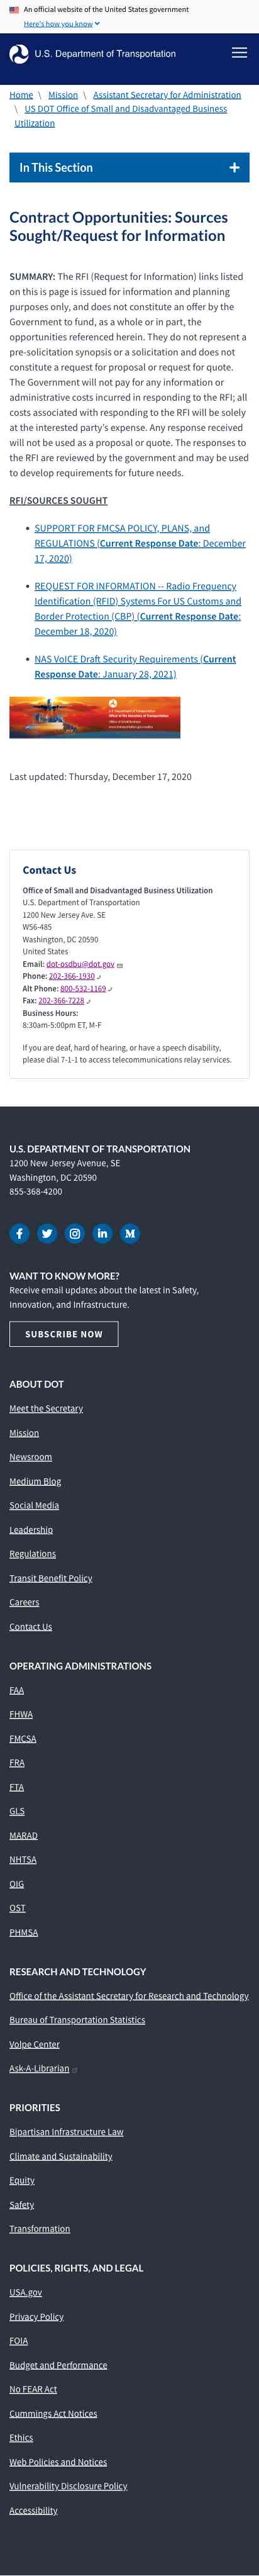 An official website of the United States government
Here's how you know
U.S. Department of Transportation
Home \ Mission \ Assistant Secretary for Administration
\ US DOT Office of Small and Disadvantaged Business
Utilization
In This Section
Contract Opportunities: Sources
Sought/Request for Information
SUMMARY: The RFI (Request for Information) links listed
on this page is issued for information and planning
purposes only, and does not constitute an offer by the
Government to fund, as a whole or in part, the
opportunities referenced herein. They do not represent a
pre-solicitation synopsis or a solicitation and does not
constitute a request for proposal or request for quote. The
Government will not pay for any information or
administrative costs incurred in responding to the RFI; all
costs associated with responding to the RFI will be solely
at the interested party's expense. Any responses received
will not be used as a proposal or quote. The responses to
the RFI are reviewed by the government and may be used
to develop requirements for future needs.
RFI/SOURCES SOUGHT
SUPPORT FOR FMCSA POLICY, PLANS, and
REGULATIONS (Current Response Date: December
17, 2020)
REQUEST FOR INFORMATION -- Radio Frequency
Identification (RFID) Systems For US Customs and
Border Protection (CBP) (Current Response Date:
December 18, 2020)
NAS VoICE Draft Security Requirements (Current
Response Date: January 28, 2021)
Last updated: Thursday, December 17, 2020
Contact Us
Office of Small and Disadvantaged Business Utilization
U.S. Department of Transportation
1200 New Jersey Ave. SE
W56-485
Washington, DC 20590
United States
Email: dot-osdbu@dot.gov
Phone: 202-366-1930
Alt Phone: 800-532-1169
Fax: 202-366-7228
Business Hours:
8:30am-5:00pm ET, M-F
If you are deaf, hard of hearing, or have a speech disability,
please dial 7-1-1 to access telecommunications relay services.
U.S. DEPARTMENT OF TRANSPORTATION
1200 New Jersey Avenue, SE
Washington, DC 20590
855-368-4200
WANT TO KNOW MORE?
Receive email updates about the latest in Safety,
Innovation, and Infrastructure.
SUBSCRIBE NOW
ABOUT DOT
Meet the Secretary
Mission
Newsroom
Medium Blog
Social Media
Leadership
Regulations
Transit Benefit Policy
Careers
Contact Us
OPERATING ADMINISTRATIONS
FAA
FHWA
FMCSA
FRA
FTA
GLS
MARAD
NHTSA
OIG
OST
PHMSA
RESEARCH AND TECHNOLOGY
Office of the Assistant Secretary for Research and Technology
Bureau of Transportation Statistics
Volpe Center
Ask-A-Librarian
PRIORITIES
Bipartisan Infrastructure Law
Climate and Sustainability
Equity
Safety
Transformation
POLICIES, RIGHTS, AND LEGAL
USA.gov
Privacy Policy
FOIA
Budget and Performance
No FEAR Act
Cummings Act Notices
Ethics
Web Policies and Notices
Vulnerability Disclosure Policy
Accessibility